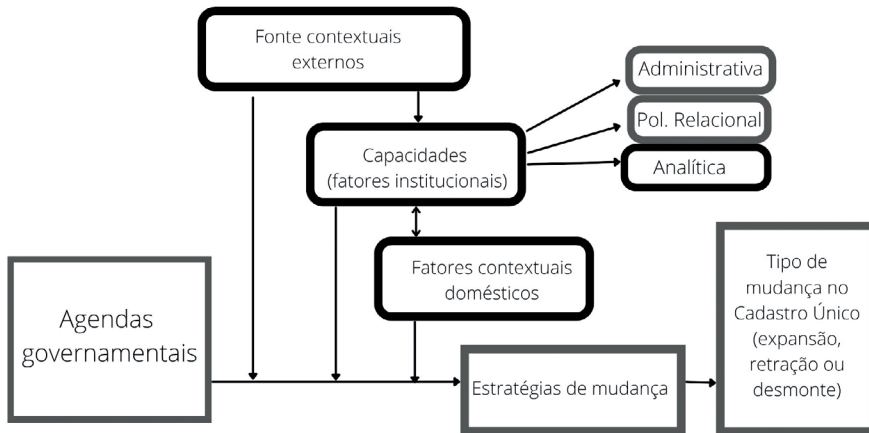 Fonte contextuais
externos
Administrativa
Pol. Relacional
Analítica
Capacidades
(fatores institucionais)
Fatores contextuais
domésticos
Agendas
governamentais
Estratégias de mudança
Tipo de
mudança no
Cadastro Único
(expansão,
retração ou
desmonte)